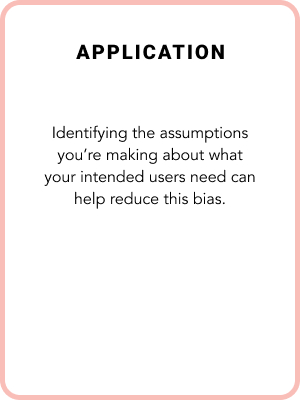 APPLICATION
Identifying the assumptions
you’re making about what
your intended users need can
help reduce this bias.